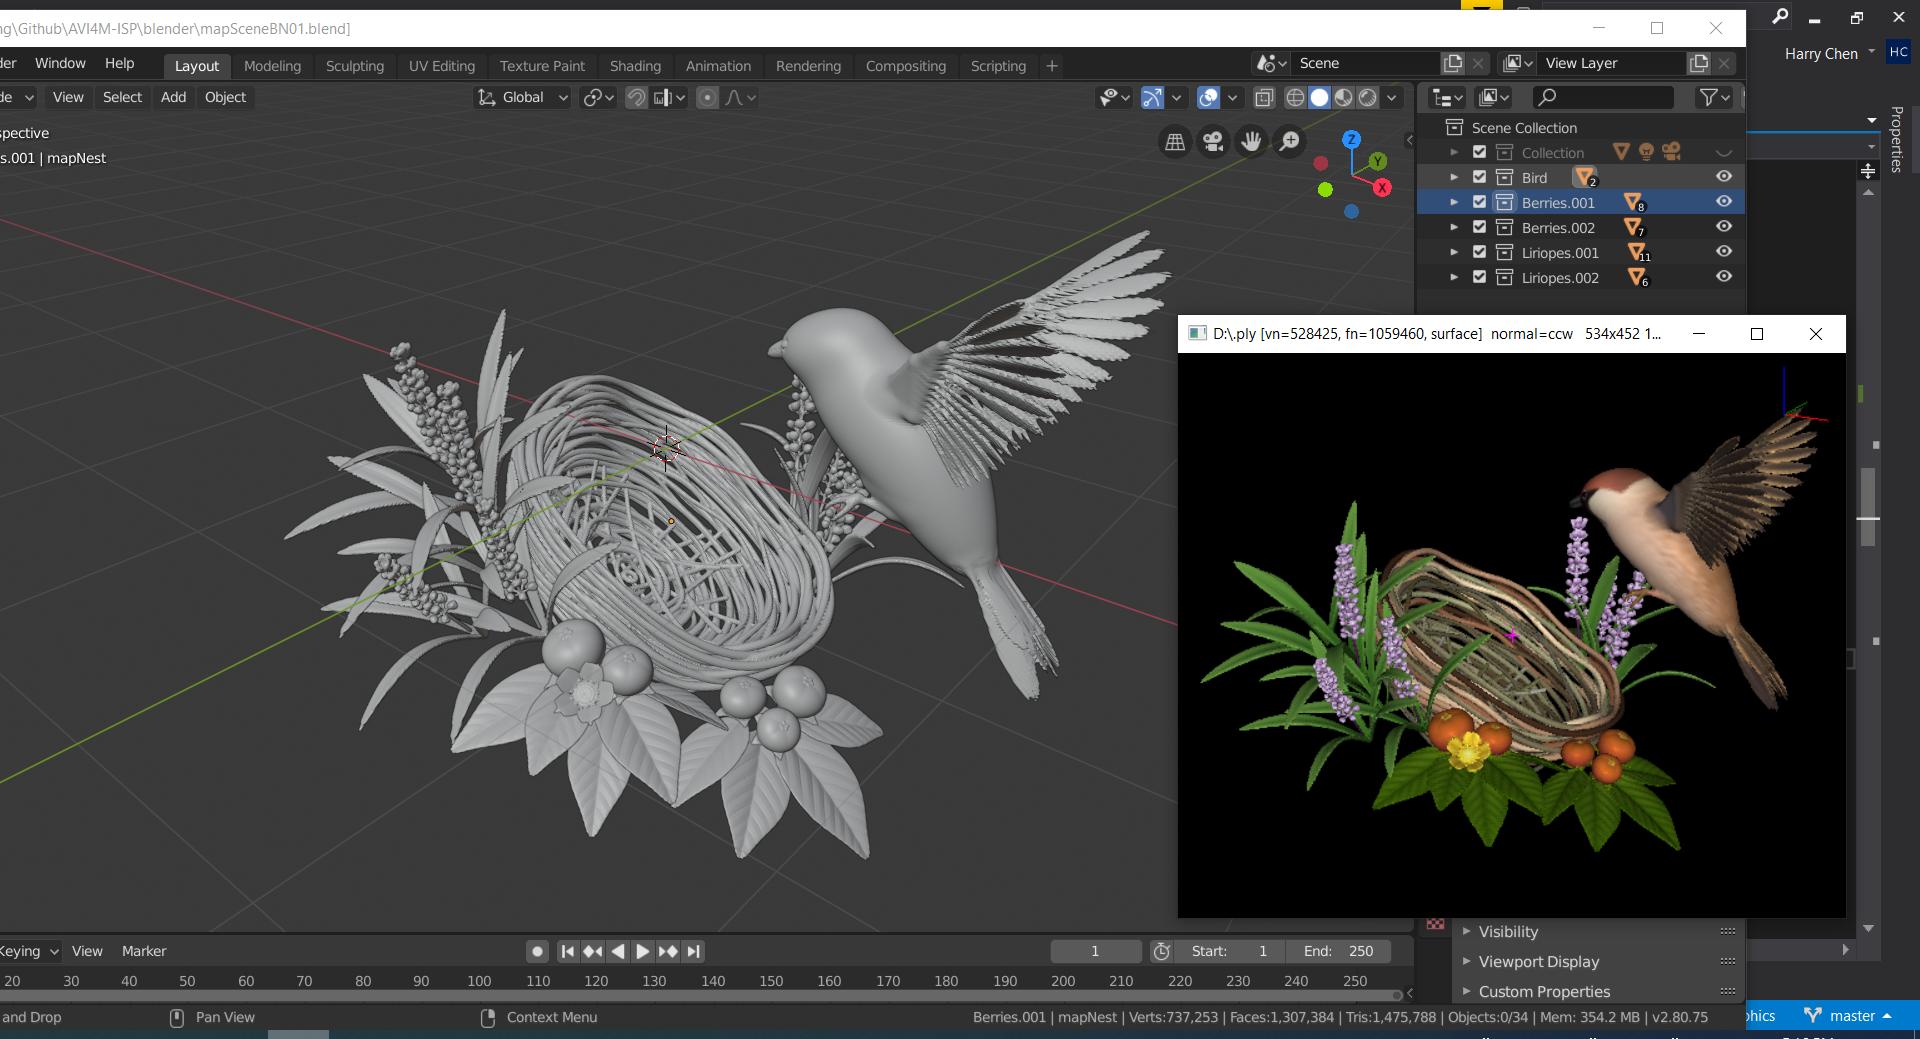 ng\Github\AVI4M-ISP\blender\mapSceneBN01.blend]
Harry Chen HC
der Window Help Layout Modeling Sculpting UV Editing Texture Paint Shading Animation Rendering Compositing Scripting + Scene View Layer
de View Select Add Object Global
Properties
spective
s.001 | mapNest
Z Y X
Scene Collection
Collection
Bird 2
Berries.001 8
Berries.002 7
Liriopes.001 11
Liriopes.002 6
D:\.ply [vn=528425, fn=1059460, surface] normal=ccw 534x452 1...
Visibility
Viewport Display
Custom Properties
Keying View Marker 1 Start: 1 End: 250
20 30 40 50 60 70 80 90 100 110 120 130 140 150 160 170 180 190 200 210 220 230 240 250
and Drop Pan View Context Menu Berries.001 | mapNest | Verts:737,253 | Faces:1,307,384 | Tris:1,475,788 | Objects:0/34 | Mem: 354.2 MB | v2.80.75
phics master